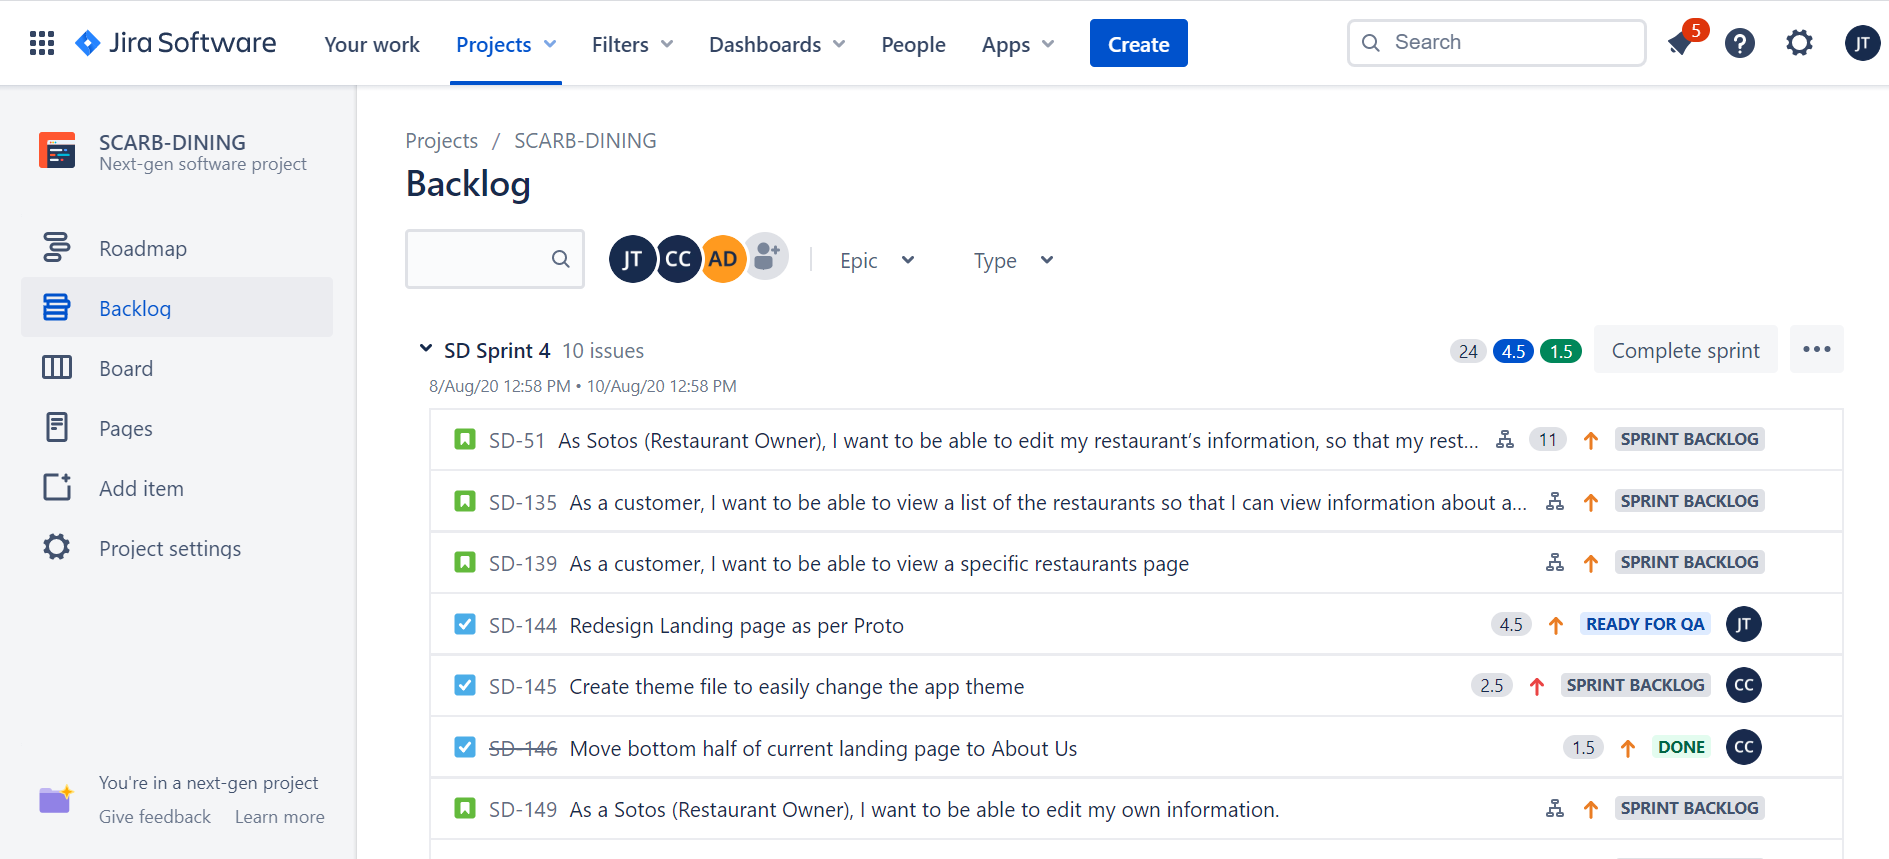 Jira Software Your work Projects Filters Dashboards People Apps Create Search 5 JT
SCARB-DINING
Next-gen software project
Roadmap
Backlog
Board
Pages
Add item
Project settings
You're in a next-gen project
Give feedback Learn more
Projects / SCARB-DINING
Backlog
JT CC AD Epic Type
SD Sprint 4 10 issues 24 4.5 1.5 Complete sprint
8/Aug/20 12:58 PM • 10/Aug/20 12:58 PM
SD-51 As Sotos (Restaurant Owner), I want to be able to edit my restaurant’s information, so that my rest... 11 SPRINT BACKLOG
SD-135 As a customer, I want to be able to view a list of the restaurants so that I can view information about a... SPRINT BACKLOG
SD-139 As a customer, I want to be able to view a specific restaurants page SPRINT BACKLOG
SD-144 Redesign Landing page as per Proto 4.5 READY FOR QA JT
SD-145 Create theme file to easily change the app theme 2.5 SPRINT BACKLOG CC
SD-146 Move bottom half of current landing page to About Us 1.5 DONE CC
SD-149 As a Sotos (Restaurant Owner), I want to be able to edit my own information. SPRINT BACKLOG